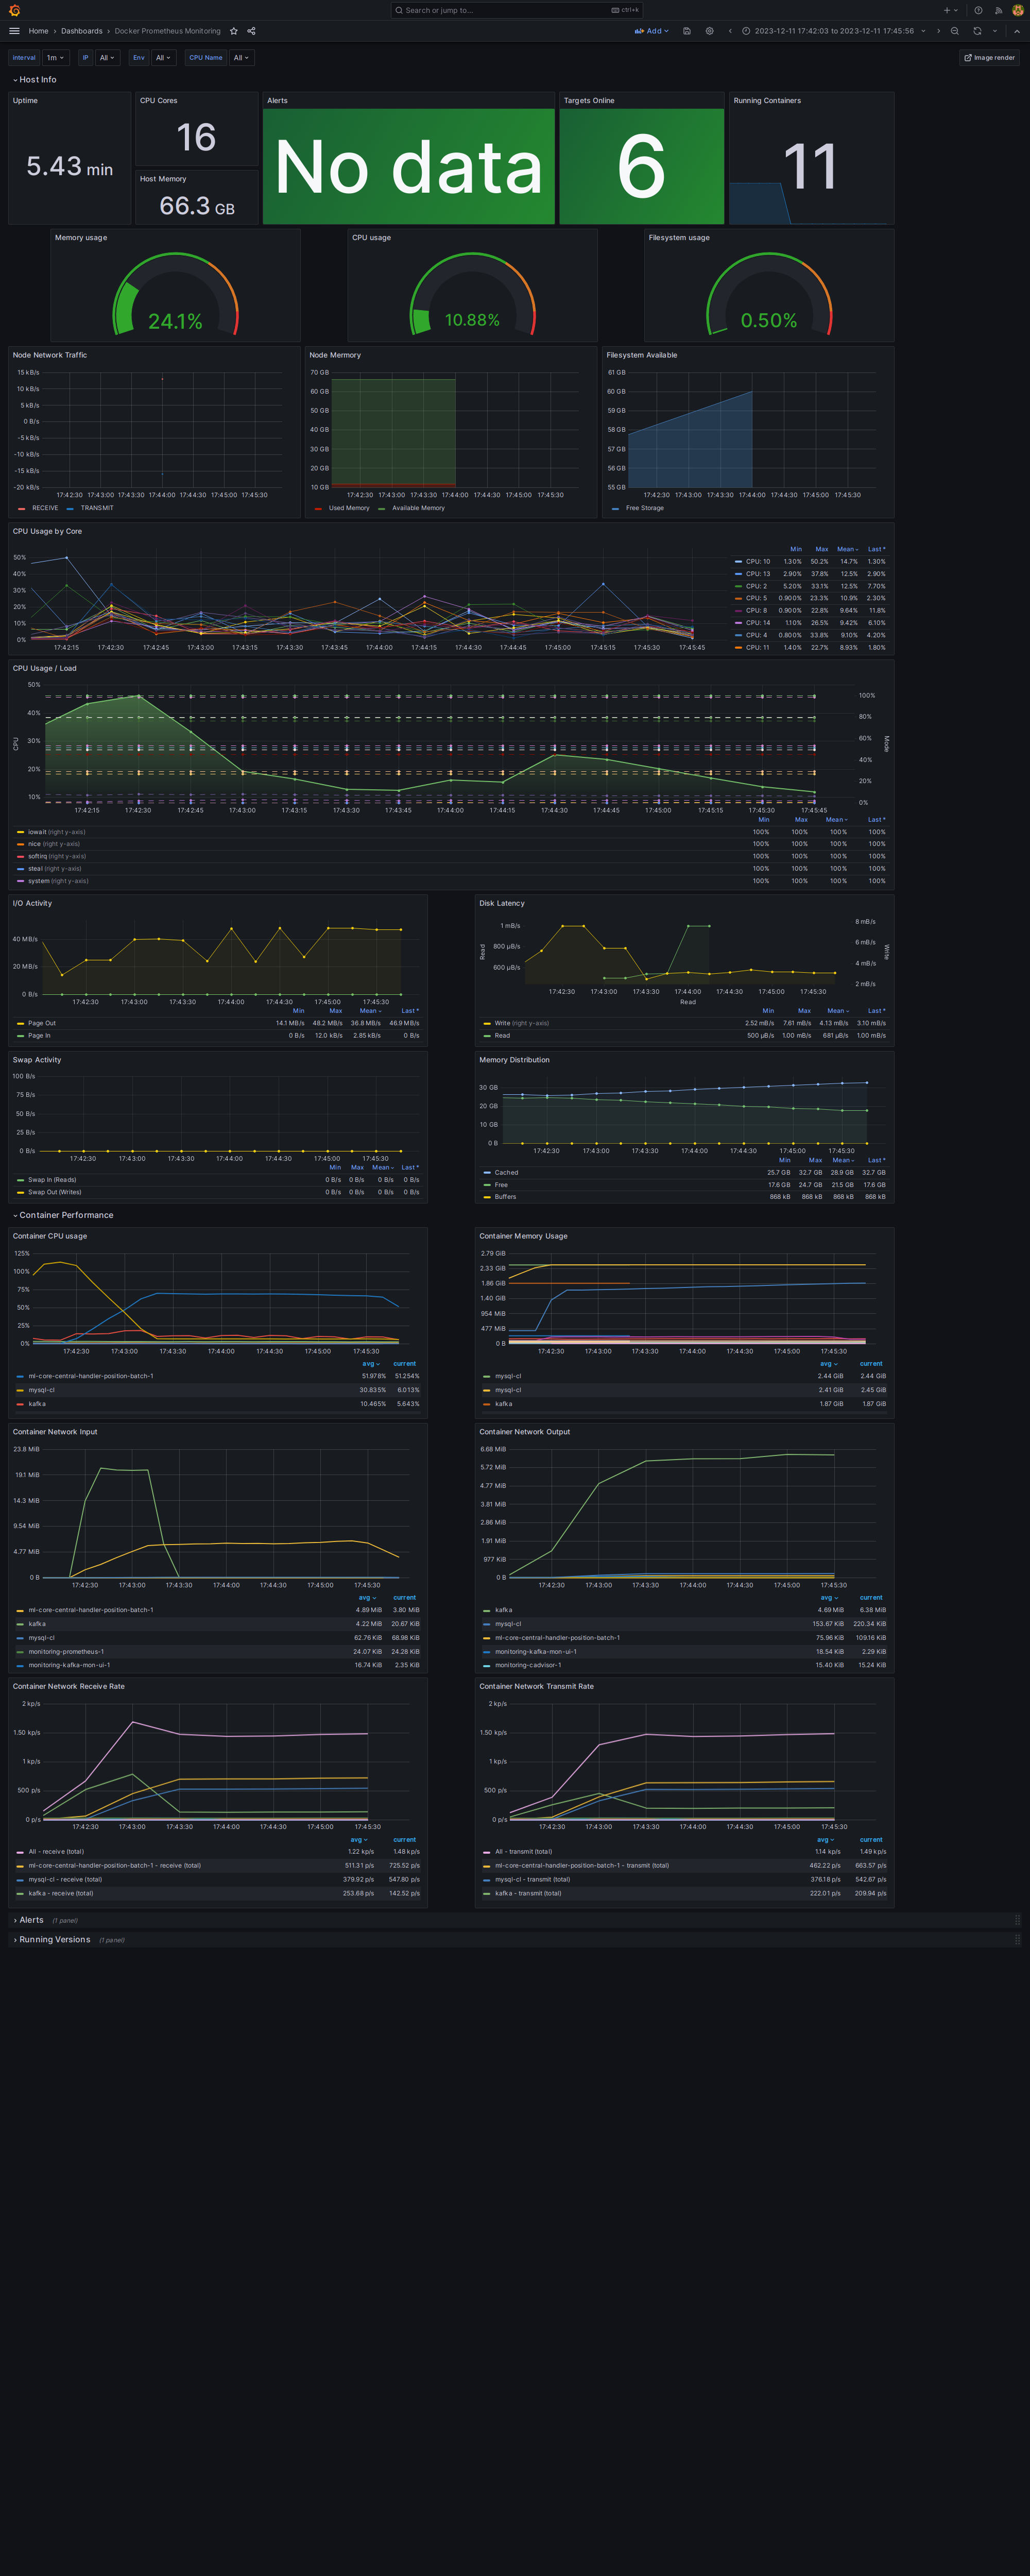 Search or jump to...
ctrl+k
Home › Dashboards › Docker Prometheus Monitoring
Add
2023-12-11 17:42:03 to 2023-12-11 17:45:56
Interval 1m IP All Env All CPU Name All
Image render
Host Info
Uptime
5.43 min
CPU Cores
16
Host Memory
66.3 GB
Alerts
No data
Targets Online
6
Running Containers
11
Memory usage
24.1%
CPU usage
10.88%
Filesystem usage
0.50%
Node Network Traffic
15 kB/s
10 kB/s
5 kB/s
0 B/s
-5 kB/s
-10 kB/s
-15 kB/s
-20 kB/s
17:42:30 17:43:00 17:43:30 17:44:00 17:44:30 17:45:00 17:45:30
RECEIVE TRANSMIT
Node Mermory
70 GB
60 GB
50 GB
40 GB
30 GB
20 GB
10 GB
17:42:30 17:43:00 17:43:30 17:44:00 17:44:30 17:45:00 17:45:30
Used Memory Available Memory
Filesystem Available
61 GB
60 GB
59 GB
58 GB
57 GB
56 GB
55 GB
17:42:30 17:43:00 17:43:30 17:44:00 17:44:30 17:45:00 17:45:30
Free Storage
CPU Usage by Core
50%
40%
30%
20%
10%
0%
17:42:15 17:42:30 17:42:45 17:43:00 17:43:15 17:43:30 17:43:45 17:44:00 17:44:15 17:44:30 17:44:45 17:45:00 17:45:15 17:45:30 17:45:45
Min Max Mean Last *
CPU: 10 1.30% 50.2% 14.7% 1.30%
CPU: 13 2.90% 37.8% 12.5% 2.90%
CPU: 2 5.20% 33.1% 12.5% 7.70%
CPU: 5 0.900% 23.3% 10.9% 2.30%
CPU: 8 0.900% 22.8% 9.64% 11.8%
CPU: 14 1.10% 26.5% 9.42% 6.10%
CPU: 4 0.800% 33.8% 9.10% 4.20%
CPU: 11 1.40% 22.7% 8.93% 1.80%
CPU Usage / Load
CPU
50%
40%
30%
20%
10%
100%
80%
60%
40%
20%
0%
Mode
17:42:15 17:42:30 17:42:45 17:43:00 17:43:15 17:43:30 17:43:45 17:44:00 17:44:15 17:44:30 17:44:45 17:45:00 17:45:15 17:45:30 17:45:45
Min Max Mean Last *
iowait (right y-axis) 100% 100% 100% 100%
nice (right y-axis) 100% 100% 100% 100%
softirq (right y-axis) 100% 100% 100% 100%
steal (right y-axis) 100% 100% 100% 100%
system (right y-axis) 100% 100% 100% 100%
I/O Activity
40 MB/s
20 MB/s
0 B/s
17:42:30 17:43:00 17:43:30 17:44:00 17:44:30 17:45:00 17:45:30
Min Max Mean Last *
Page Out 14.1 MB/s 48.2 MB/s 36.8 MB/s 46.9 MB/s
Page In 0 B/s 12.0 kB/s 2.85 kB/s 0 B/s
Disk Latency
Read
1 mB/s
800 µB/s
600 µB/s
8 mB/s
6 mB/s
4 mB/s
2 mB/s
Write
17:42:30 17:43:00 17:43:30 17:44:00 17:44:30 17:45:00 17:45:30
Read
Min Max Mean Last *
Write (right y-axis) 2.52 mB/s 7.61 mB/s 4.13 mB/s 3.10 mB/s
Read 500 µB/s 1.00 mB/s 681 µB/s 1.00 mB/s
Swap Activity
100 B/s
75 B/s
50 B/s
25 B/s
0 B/s
17:42:30 17:43:00 17:43:30 17:44:00 17:44:30 17:45:00 17:45:30
Min Max Mean Last *
Swap In (Reads) 0 B/s 0 B/s 0 B/s 0 B/s
Swap Out (Writes) 0 B/s 0 B/s 0 B/s 0 B/s
Memory Distribution
30 GB
20 GB
10 GB
0 B
17:42:30 17:43:00 17:43:30 17:44:00 17:44:30 17:45:00 17:45:30
Min Max Mean Last *
Cached 25.7 GB 32.7 GB 28.9 GB 32.7 GB
Free 17.6 GB 24.7 GB 21.5 GB 17.6 GB
Buffers 868 kB 868 kB 868 kB 868 kB
Container Performance
Container CPU usage
125%
100%
75%
50%
25%
0%
17:42:30 17:43:00 17:43:30 17:44:00 17:44:30 17:45:00 17:45:30
avg current
ml-core-central-handler-position-batch-1 51.978% 51.254%
mysql-cl 30.835% 6.013%
kafka 10.465% 5.643%
Container Memory Usage
2.79 GiB
2.33 GiB
1.86 GiB
1.40 GiB
954 MiB
477 MiB
0 B
17:42:30 17:43:00 17:43:30 17:44:00 17:44:30 17:45:00 17:45:30
avg current
mysql-cl 2.44 GiB 2.44 GiB
mysql-cl 2.41 GiB 2.45 GiB
kafka 1.87 GiB 1.87 GiB
Container Network Input
23.8 MiB
19.1 MiB
14.3 MiB
9.54 MiB
4.77 MiB
0 B
17:42:30 17:43:00 17:43:30 17:44:00 17:44:30 17:45:00 17:45:30
avg current
ml-core-central-handler-position-batch-1 4.89 MiB 3.80 MiB
kafka 4.22 MiB 20.67 KiB
mysql-cl 62.76 KiB 68.98 KiB
monitoring-prometheus-1 24.07 KiB 24.28 KiB
monitoring-kafka-mon-ui-1 16.74 KiB 2.35 KiB
Container Network Output
6.68 MiB
5.72 MiB
4.77 MiB
3.81 MiB
2.86 MiB
1.91 MiB
977 KiB
0 B
17:42:30 17:43:00 17:43:30 17:44:00 17:44:30 17:45:00 17:45:30
avg current
kafka 4.69 MiB 6.38 MiB
mysql-cl 153.67 KiB 220.34 KiB
ml-core-central-handler-position-batch-1 75.96 KiB 109.16 KiB
monitoring-kafka-mon-ui-1 18.54 KiB 2.29 KiB
monitoring-cadvisor-1 15.40 KiB 15.24 KiB
Container Network Receive Rate
2 kp/s
1.50 kp/s
1 kp/s
500 p/s
0 p/s
17:42:30 17:43:00 17:43:30 17:44:00 17:44:30 17:45:00 17:45:30
avg current
All - receive (total) 1.22 kp/s 1.48 kp/s
ml-core-central-handler-position-batch-1 - receive (total) 511.31 p/s 725.52 p/s
mysql-cl - receive (total) 379.92 p/s 547.80 p/s
kafka - receive (total) 253.68 p/s 142.52 p/s
Container Network Transmit Rate
2 kp/s
1.50 kp/s
1 kp/s
500 p/s
0 p/s
17:42:30 17:43:00 17:43:30 17:44:00 17:44:30 17:45:00 17:45:30
avg current
All - transmit (total) 1.14 kp/s 1.49 kp/s
ml-core-central-handler-position-batch-1 - transmit (total) 462.22 p/s 663.57 p/s
mysql-cl - transmit (total) 376.18 p/s 542.67 p/s
kafka - transmit (total) 222.01 p/s 209.94 p/s
Alerts (1 panel)
Running Versions (1 panel)